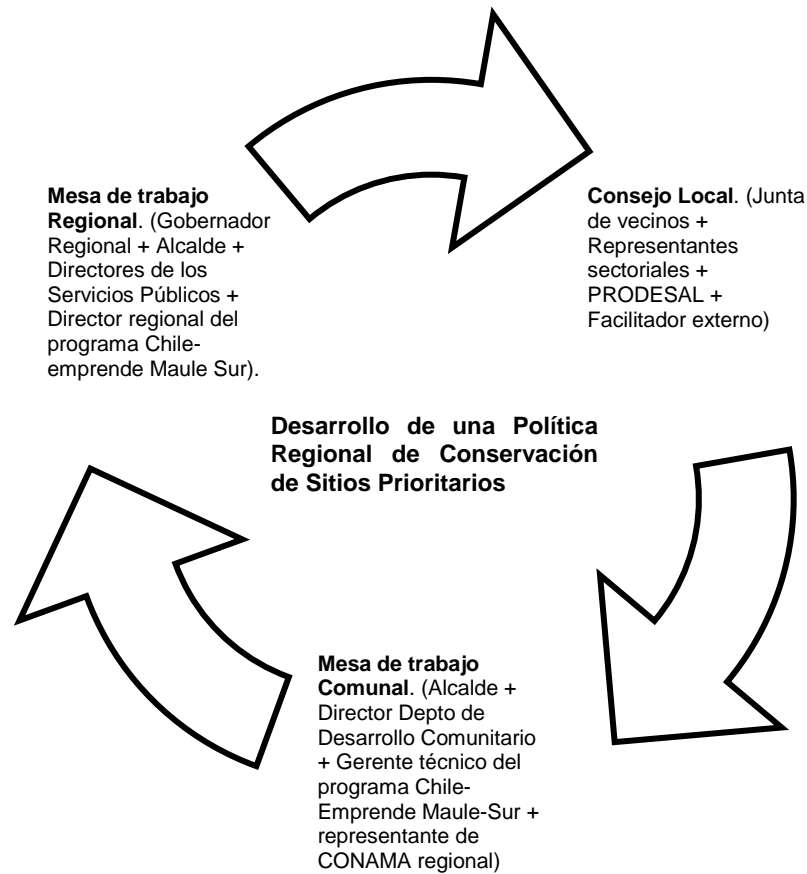 Mesa de trabajo
Regional. (Gobernador
Regional + Alcalde +
Directores de los
Servicios Públicos +
Director regional del
programa Chile-
emprende Maule Sur).
Consejo Local. (Junta
de vecinos +
Representantes
sectoriales +
PRODESAL +
Facilitador externo)
Desarrollo de una Política
Regional de Conservación
de Sitios Prioritarios
Mesa de trabajo
Comunal. (Alcalde +
Director Depto de
Desarrollo Comunitario
+ Gerente técnico del
programa Chile-
Emprende Maule-Sur +
representante de
CONAMA regional)